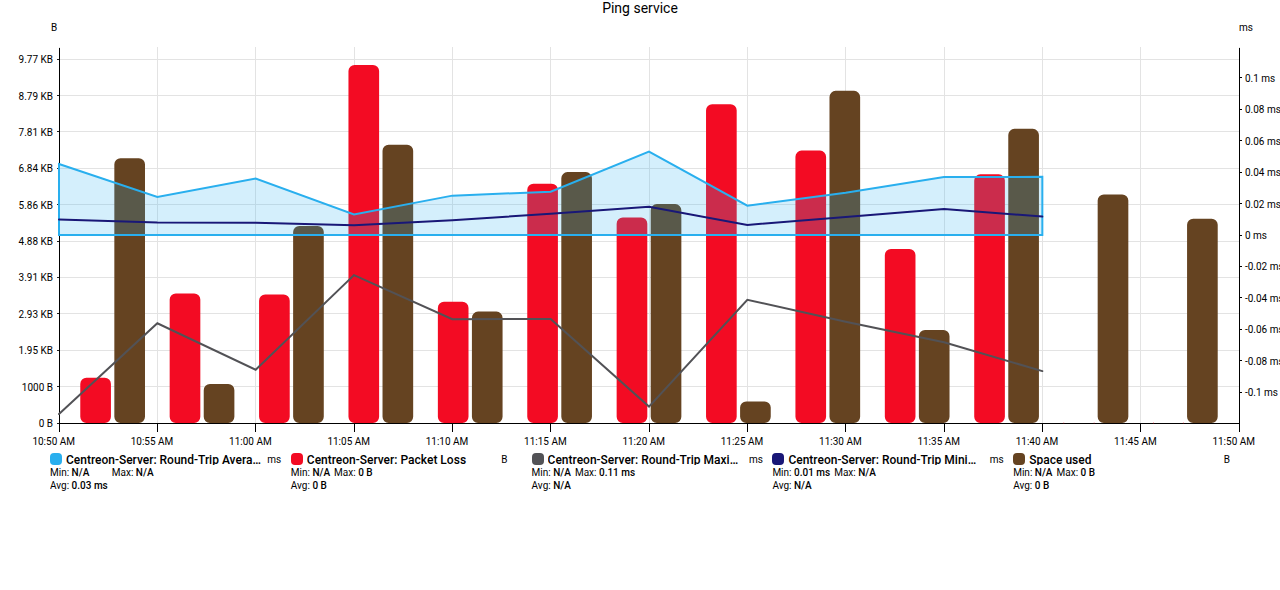 Ping service
B
ms
9.77 KB
8.79 KB
7.81 KB
6.84 KB
5.86 KB
4.88 KB
3.91 KB
2.93 KB
1.95 KB
1000 B
0 B
0.1 ms
0.08 ms
0.06 ms
0.04 ms
0.02 ms
0 ms
-0.02 ms
-0.04 ms
-0.06 ms
-0.08 ms
-0.1 ms
10:50 AM 10:55 AM 11:00 AM 11:05 AM 11:10 AM 11:15 AM 11:20 AM 11:25 AM 11:30 AM 11:35 AM 11:40 AM 11:45 AM 11:50 AM
Centreon-Server: Round-Trip Avera... ms
Min: N/A Max: N/A
Avg: 0.03 ms
Centreon-Server: Packet Loss B
Min: N/A Max: 0 B
Avg: 0 B
Centreon-Server: Round-Trip Maxi... ms
Min: N/A Max: 0.11 ms
Avg: N/A
Centreon-Server: Round-Trip Mini... ms
Min: 0.01 ms Max: N/A
Avg: N/A
Space used B
Min: N/A Max: 0 B
Avg: 0 B